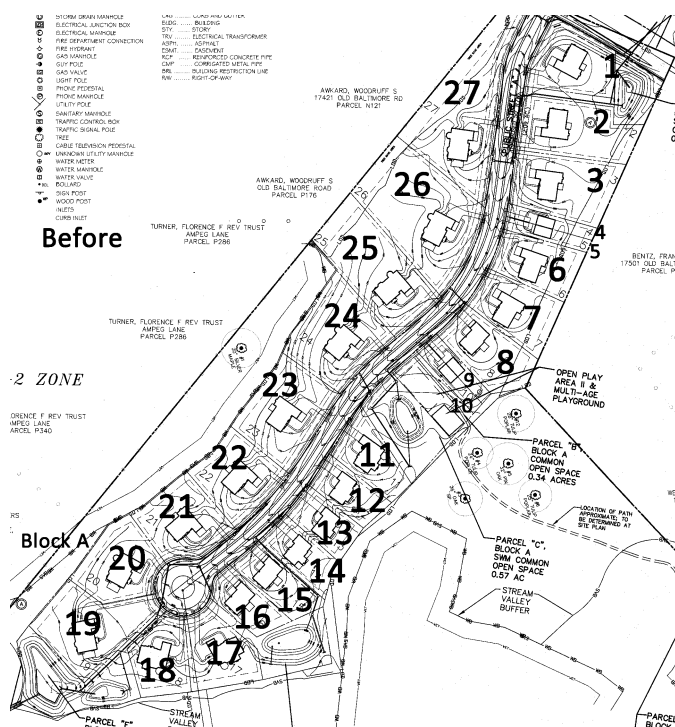 STORM DRAIN MANHOLE
ELECTRICAL JUNCTION BOX
ELECTRICAL MANHOLE
FIRE DEPARTMENT CONNECTION
FIRE HYDRANT
GAS MANHOLE
GUY POLE
GAS VALVE
LIGHT POLE
PHONE PEDESTAL
PHONE MANHOLE
UTILITY POLE
SANITARY MANHOLE
TRAFFIC CONTROL BOX
TRAFFIC SIGNAL POLE
TREE
CABLE TELEVISION PEDESTAL
UNKNOWN UTILITY MANHOLE
WATER METER
WATER MANHOLE
WATER VALVE
BOLLARD
SIGN POST
WOOD POST
INLETS
CURB INLET
CURB AND GUTTER
BLDG. ...... BUILDING
STY. ...... STORY
TRV ...... ELECTRICAL TRANSFORMER
ASPH. ...... ASPHALT
ESMT. ...... EASEMENT
RCP ...... REINFORCED CONCRETE PIPE
CMP ...... CORRIGATED METAL PIPE
BRL ...... BUILDING RESTRICTION LINE
RW ...... RIGHT-OF-WAY
1
2
3
4
5
6
7
8
9
10
11
12
13
14
15
16
17
18
19
20
21
22
23
24
25
26
27
AWKARD, WOODRUFF S
17421 OLD BALTIMORE RD
PARCEL N121
AWKARD, WOODRUFF S
OLD BALTIMORE ROAD
PARCEL P176
Before
TURNER, FLORENCE F REV TRUST
AMPEG LANE
PARCEL P286
BENTZ, FRAN
17501 OLD BALT
PARCEL P
TURNER, FLORENCE F REV TRUST
AMPEG LANE
PARCEL P286
-2 ZONE
ORENCE F REV TRUST
MPEG LANE
ARCEL P340
OPEN PLAY
AREA II &
MULTI-AGE
PLAYGROUND
PARCEL "B",
BLOCK A
COMMON
OPEN SPACE
0.34 ACRES
LOCATION OF PATH
APPROXIMATE; TO
BE DETERMINED AT
SITE PLAN
Block A
PARCEL "C",
BLOCK A
SWM COMMON
OPEN SPACE
0.57 AC
STREAM
VALLEY
BUFFER
PARCEL "F"
STREAM
VALLEY
PARCEL
BLOCK